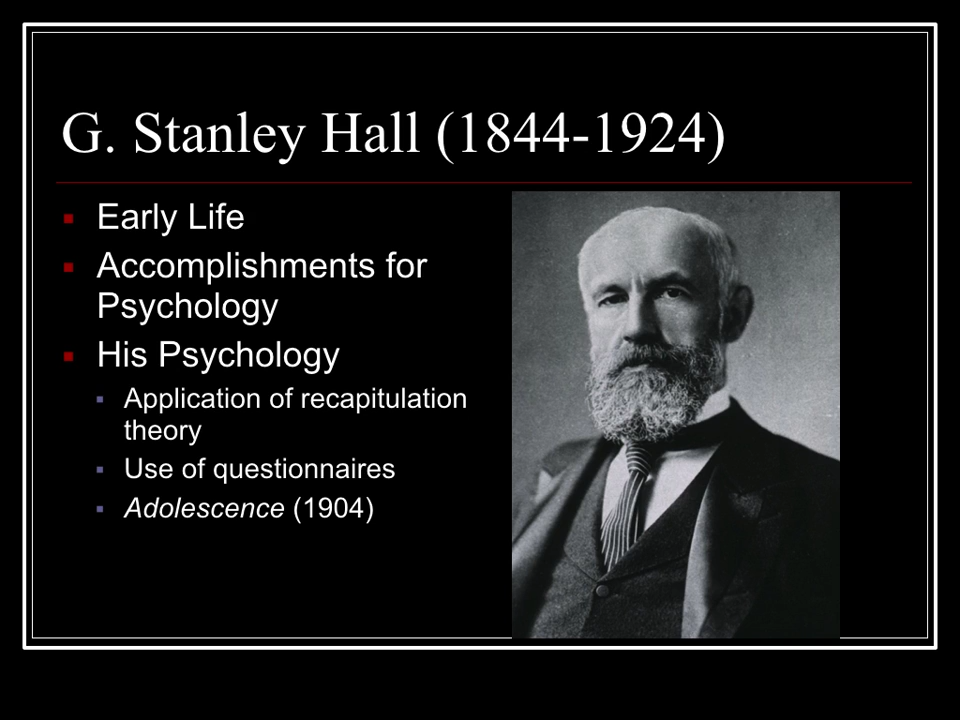 G. Stanley Hall (1844-1924)
Early Life
Accomplishments for
Psychology
His Psychology
Application of recapitulation
theory
Use of questionnaires
Adolescence (1904)